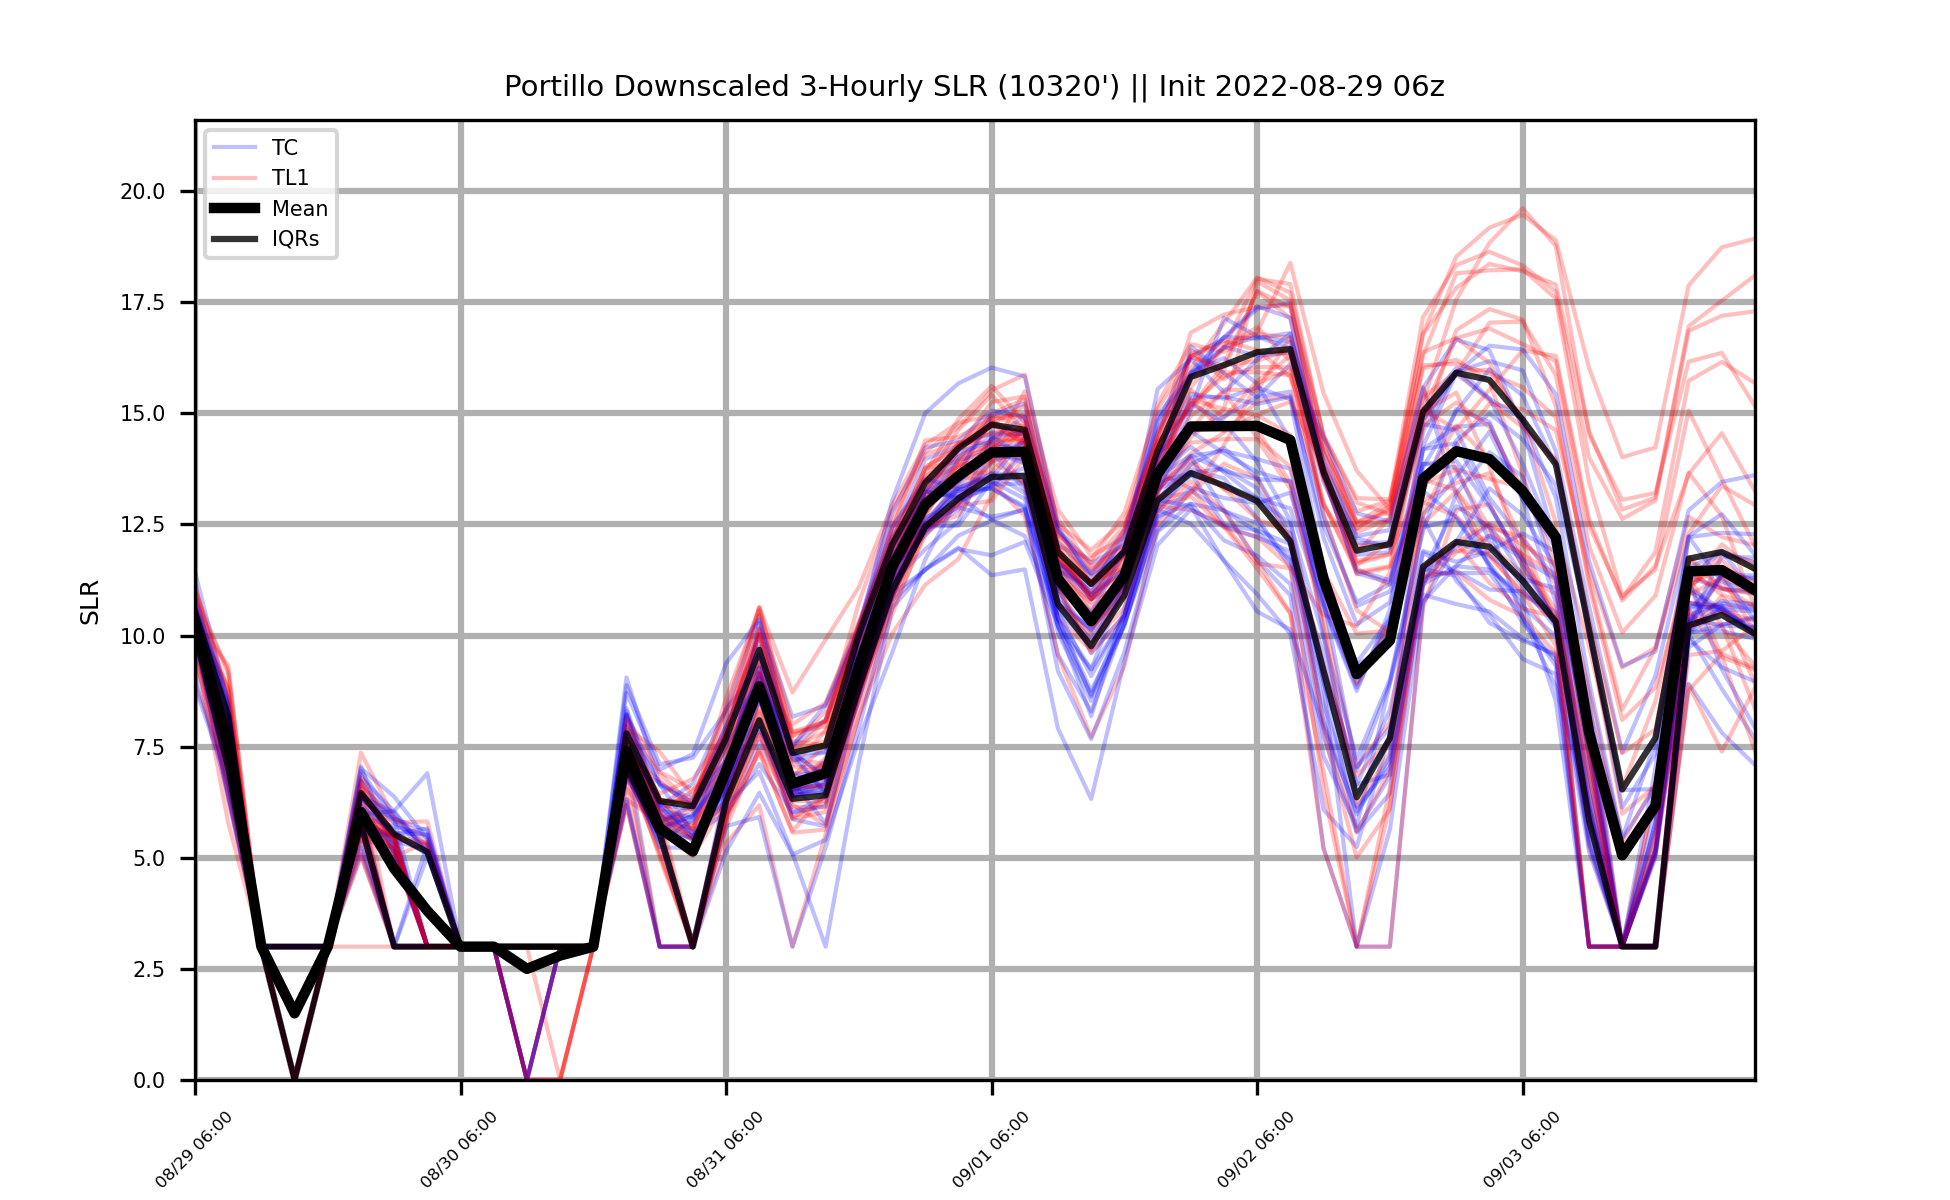 Portillo Downscaled 3-Hourly SLR (10320') || Init 2022-08-29 06z
TC
TL1
Mean
IQRs
SLR
20.0
17.5
15.0
12.5
10.0
7.5
5.0
2.5
0.0
08/29 06:00
08/30 06:00
08/31 06:00
09/01 06:00
09/02 06:00
09/03 06:00